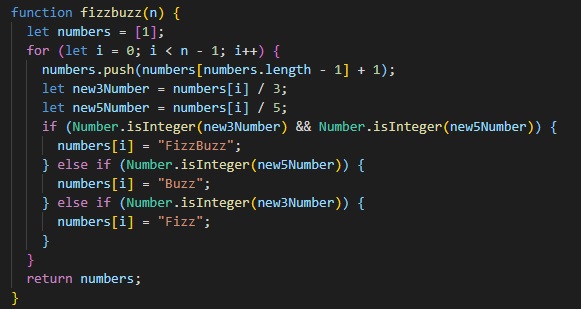 function fizzbuzz(n) {
  let numbers = [1];
  for (let i = 0; i < n - 1; i++) {
    numbers.push(numbers[numbers.length - 1] + 1);
    let new3Number = numbers[i] / 3;
    let new5Number = numbers[i] / 5;
    if (Number.isInteger(new3Number) && Number.isInteger(new5Number)) {
      numbers[i] = "FizzBuzz";
    } else if (Number.isInteger(new5Number)) {
      numbers[i] = "Buzz";
    } else if (Number.isInteger(new3Number)) {
      numbers[i] = "Fizz";
    }
  }
  return numbers;
}